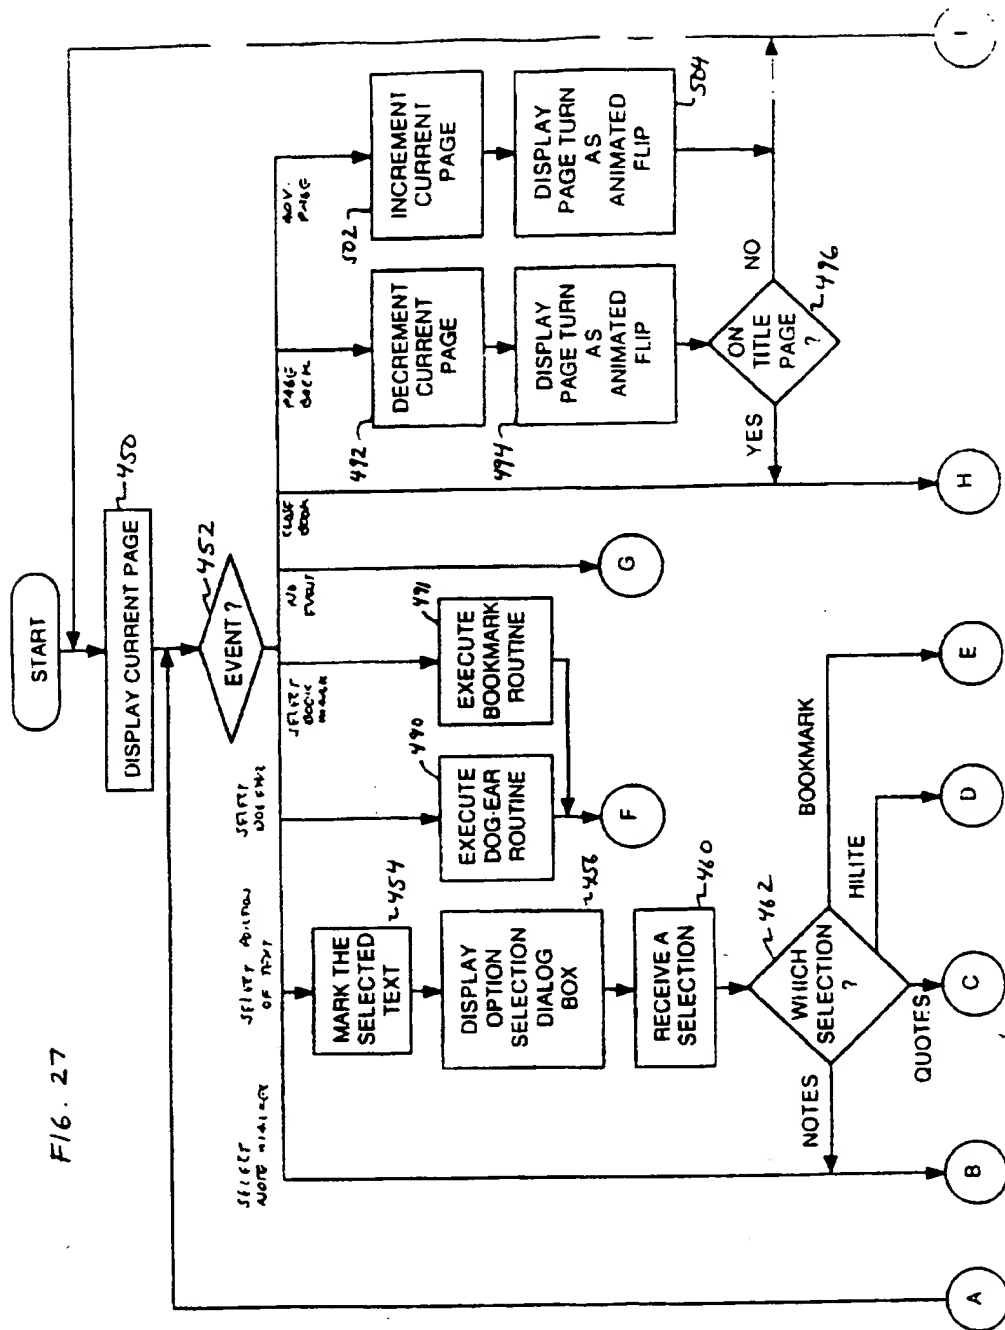 FIG. 27
START
DISPLAY CURRENT PAGE
450
EVENT?
452
SELECT
NOTE MARKER
SELECT PORTION
OF TEXT
SELECT
DOG EAR
SELECT
BOOK
MARK
NO
EVENT
CLOSE
BOOK
PAGE
BACK
ADV.
PAGE
MARK THE
SELECTED
TEXT
454
DISPLAY
OPTION
SELECTION
DIALOG
BOX
456
RECEIVE A
SELECTION
460
WHICH
SELECTION
?
462
NOTES
QUOTES
HILITE
BOOKMARK
490
EXECUTE
DOG-EAR
ROUTINE
491
EXECUTE
BOOKMARK
ROUTINE
492
DECREMENT
CURRENT
PAGE
494
DISPLAY
PAGE TURN
AS
ANIMATED
FLIP
ON
TITLE
PAGE
?
496
YES
NO
502
INCREMENT
CURRENT
PAGE
DISPLAY
PAGE TURN
AS
ANIMATED
FLIP
504
A
B
C
D
E
F
G
H
I